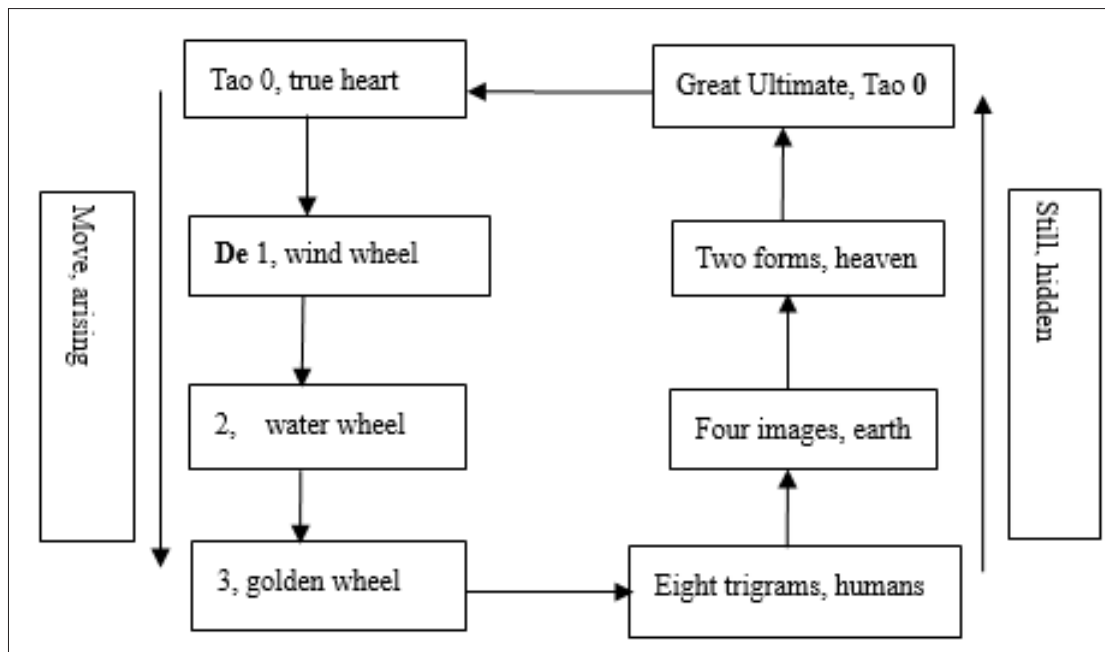 Tao 0, true heart
Great Ultimate, Tao 0
Move, arising
De 1, wind wheel
Two forms, heaven
Still, hidden
2, water wheel
Four images, earth
3, golden wheel
Eight trigrams, humans